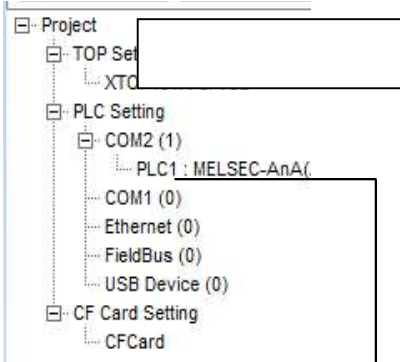 Project
TOP Set
PLC Setting
COM2 (1)
PLC1 : MELSEC-AnA(
COM1 (0)
Ethernet (0)
FieldBus (0)
USB Device (0)
CF Card Setting
CFCard